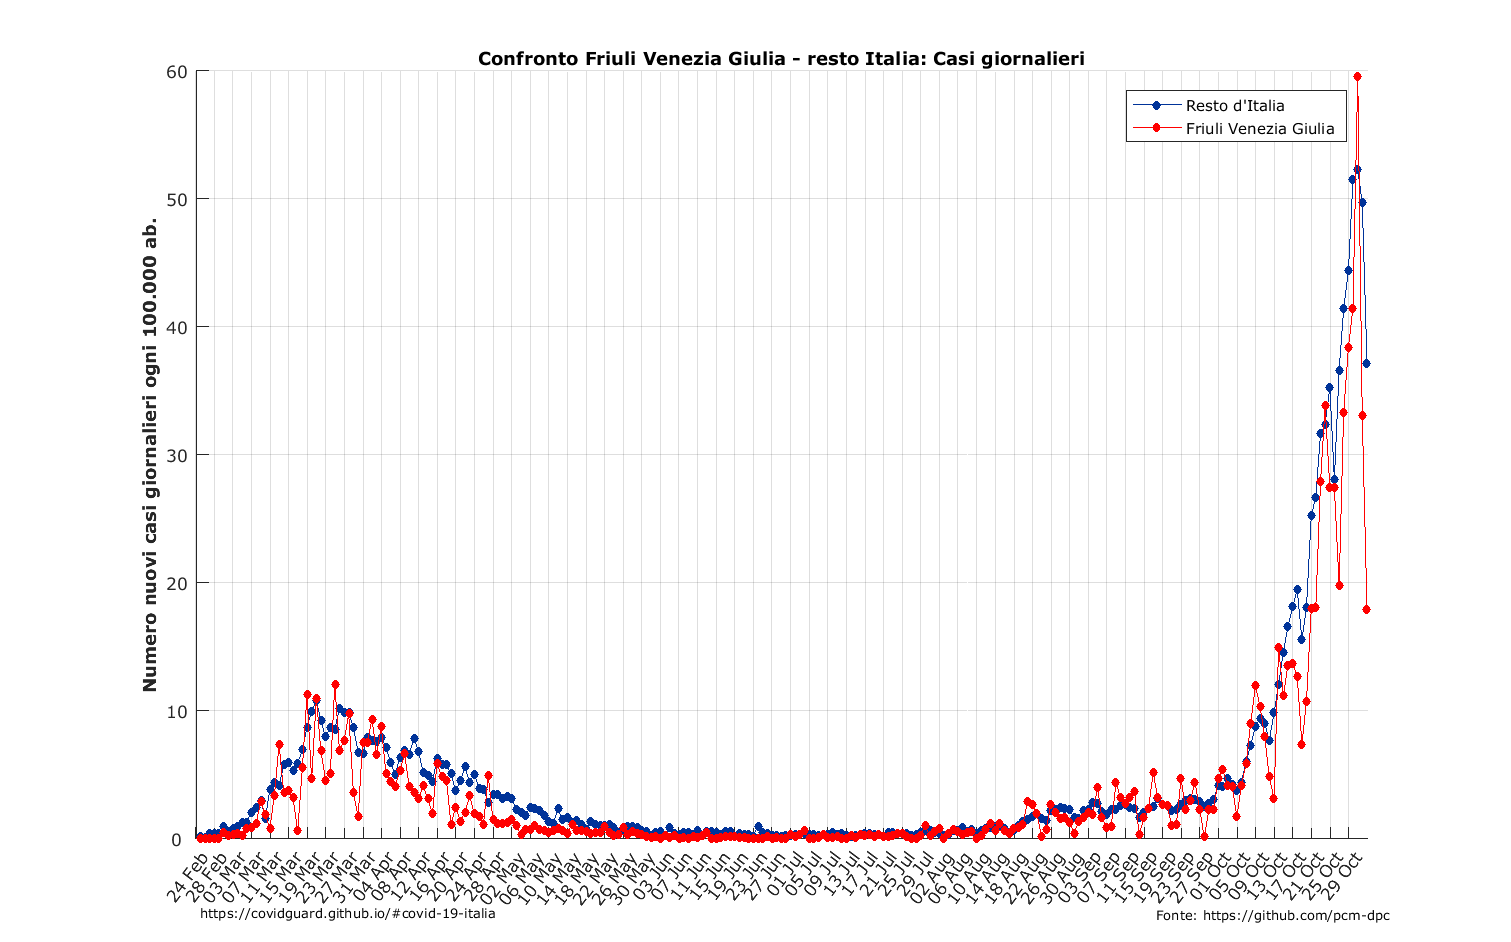 Confronto Friuli Venezia Giulia - resto Italia: Casi giornalieri
Resto d'Italia
Friuli Venezia Giulia
Numero nuovi casi giornalieri ogni 100.000 ab.
60
50
40
30
20
10
0
24 Feb
28 Feb
03 Mar
07 Mar
11 Mar
15 Mar
19 Mar
23 Mar
27 Mar
31 Mar
04 Apr
08 Apr
12 Apr
16 Apr
20 Apr
24 Apr
28 Apr
02 May
06 May
10 May
14 May
18 May
22 May
26 May
30 May
03 Jun
07 Jun
11 Jun
15 Jun
19 Jun
23 Jun
27 Jun
01 Jul
05 Jul
09 Jul
13 Jul
17 Jul
21 Jul
25 Jul
29 Jul
02 Aug
06 Aug
10 Aug
14 Aug
18 Aug
22 Aug
26 Aug
30 Aug
03 Sep
07 Sep
11 Sep
15 Sep
19 Sep
23 Sep
27 Sep
01 Oct
05 Oct
09 Oct
13 Oct
17 Oct
21 Oct
25 Oct
29 Oct
https://covidguard.github.io/#covid-19-italia
Fonte: https://github.com/pcm-dpc